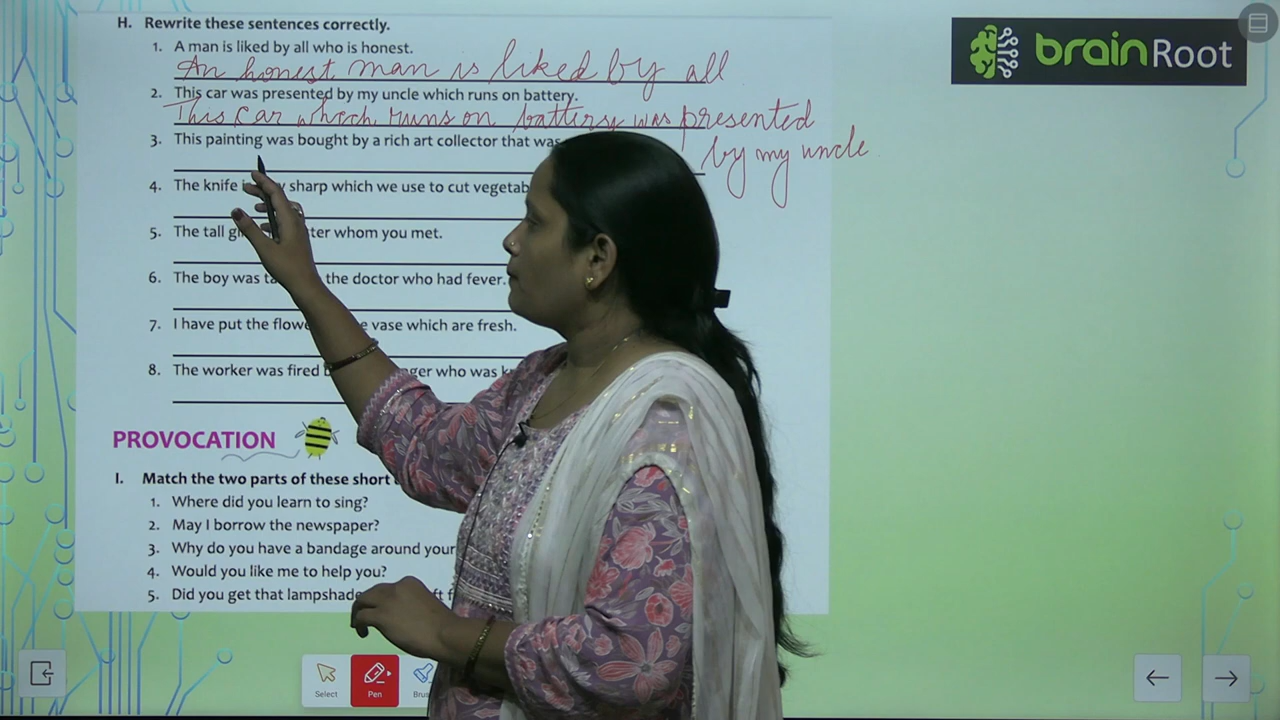 H. Rewrite these sentences correctly.
1. A man is liked by all who is honest.
An honest man is liked by all
2. This car was presented by my uncle which runs on battery.
This car which runs on battery was presented
by my uncle
3. This painting was bought by a rich art collector that was
4. The knife sharp which we use to cut
5. The tall whom you met.
6. The boy was the doctor who had fever.
7. I have put the vase which are fresh.
8. The worker was fired who was
PROVOCATION
I. Match the two parts of these short
1. Where did you learn to sing?
2. May I borrow the newspaper?
3. Why do you have a bandage around your
4. Would you like me to help you?
5. Did you get that
brainRoot
Select
Pen